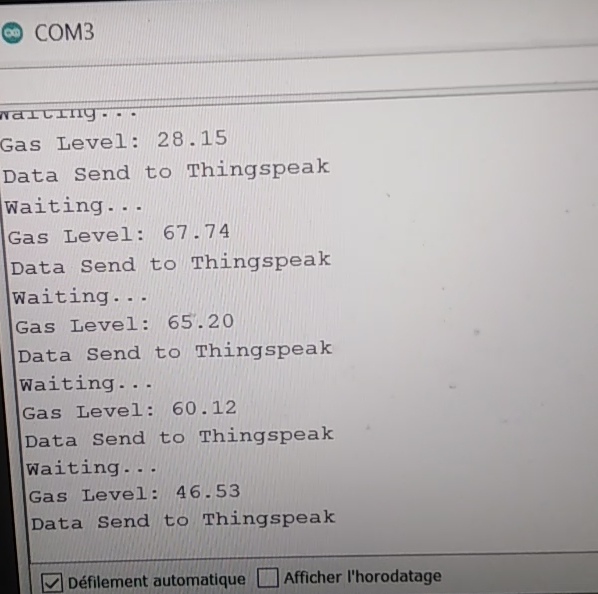 COM3
Waiting...
Gas Level: 28.15
Data Send to Thingspeak
Waiting...
Gas Level: 67.74
Data Send to Thingspeak
Waiting...
Gas Level: 65.20
Data Send to Thingspeak
Waiting...
Gas Level: 60.12
Data Send to Thingspeak
Waiting...
Gas Level: 46.53
Data Send to Thingspeak
Défilement automatique Afficher l'horodatage